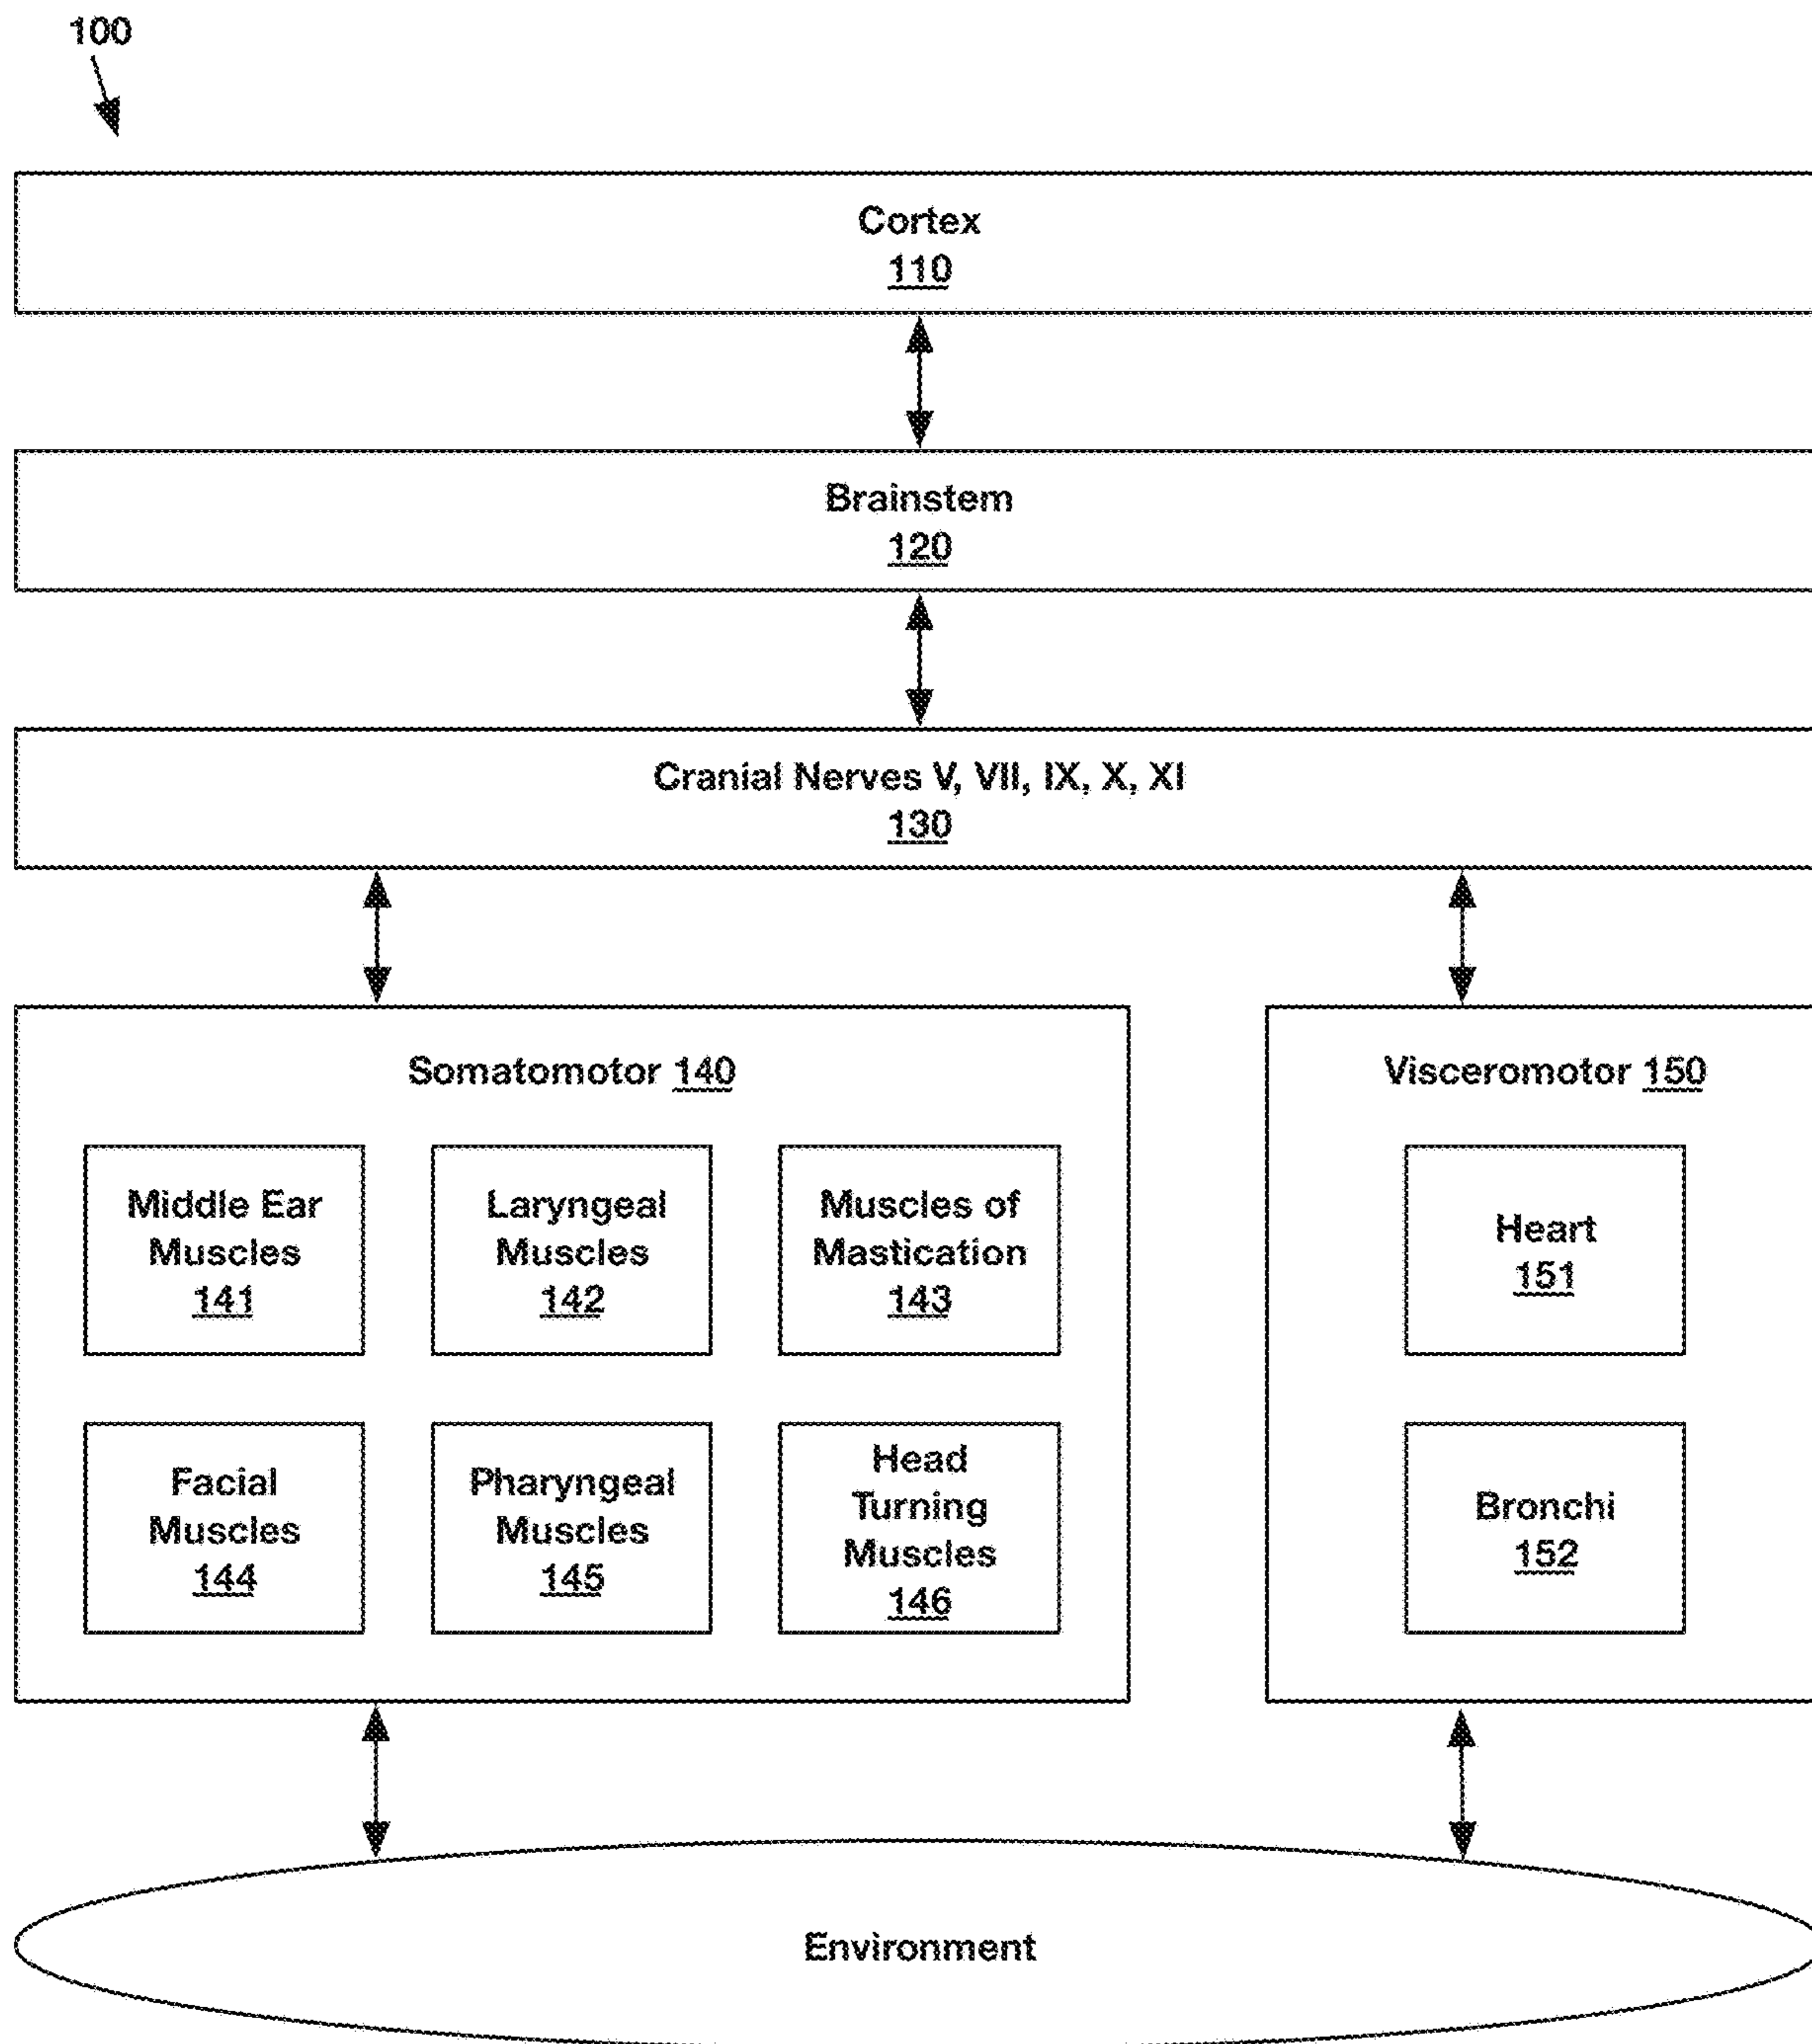 100
Cortex
110
Brainstem
120
Cranial Nerves V, VII, IX, X, XI
130
Somatomotor 140
Middle Ear
Muscles
141
Laryngeal
Muscles
142
Muscles of
Mastication
143
Facial
Muscles
144
Pharyngeal
Muscles
145
Head
Turning
Muscles
146
Visceromotor 150
Heart
151
Bronchi
152
Environment